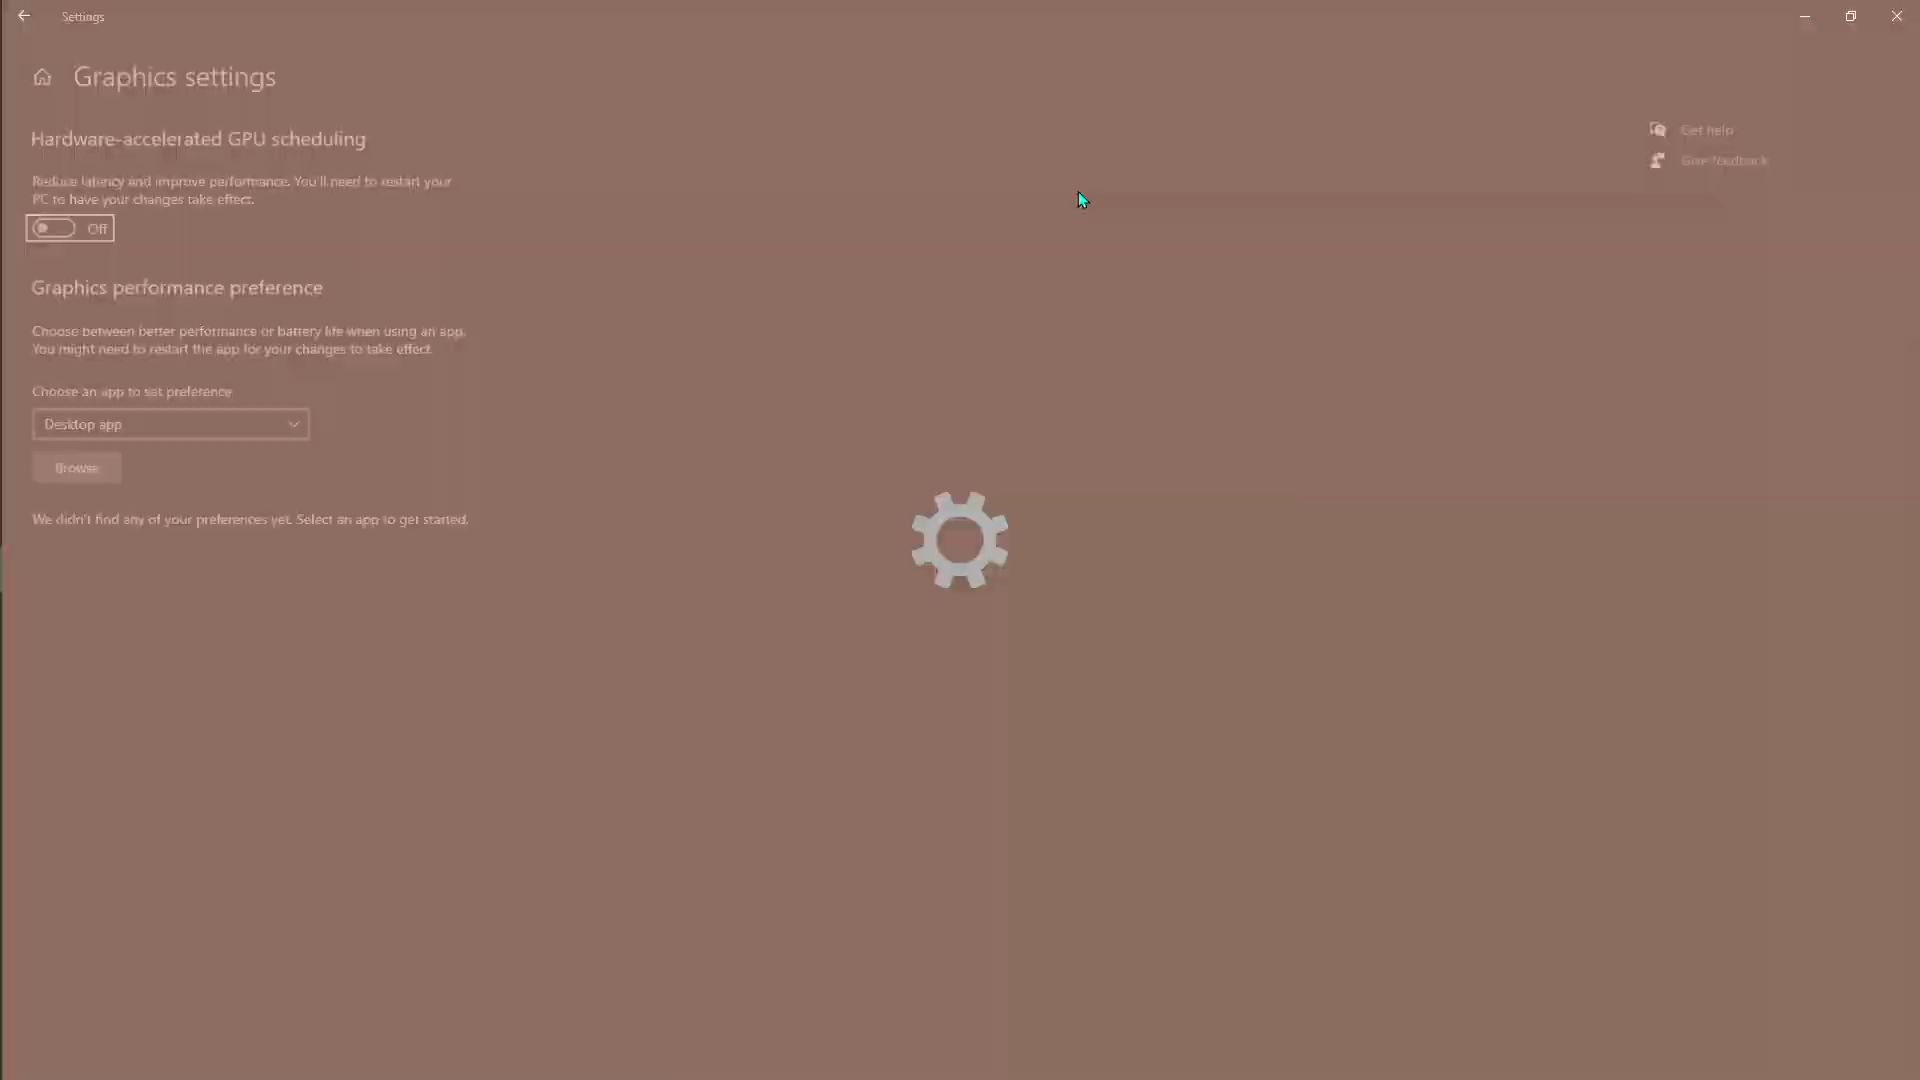 Settings
Graphics settings
Hardware-accelerated GPU scheduling
Get help
Give feedback
Reduce latency and improve performance. You'll need to restart your
PC to have your changes take effect.
Off
Graphics performance preference
Choose between better performance or battery life when using an app.
You might need to restart the app for your changes to take effect.
Choose an app to set preference
Desktop app
Browse
We didn't find any of your preferences yet. Select an app to get started.